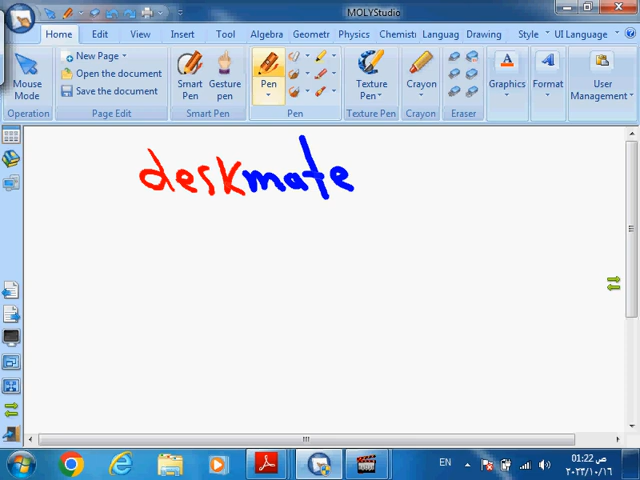 MOLYStudio
Home Edit View Insert Tool Algebra Geometr Physics Chemist Languag Drawing Style UI Language
New Page
Open the document
Save the document
Mouse Mode
Smart Pen
Gesture pen
Pen
Texture Pen
Crayon
Graphics
Format
User Management
Operation Page Edit Smart Pen Pen Texture Pen Crayon Eraser
deskmate
EN
01:22 ص
٢٠٢٣/١٠/١٦